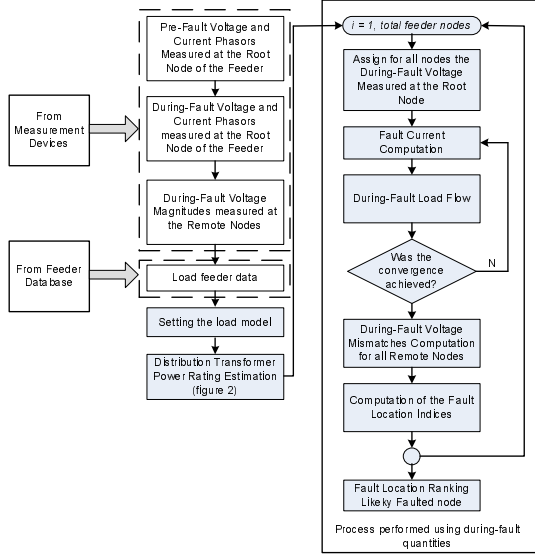 Pre-Fault Voltage and
Current Phasors
Measured at the Root
Node of the Feeder
From
Measurement
Devices
During-Fault Voltage and
Current Phasors
measured at the Root
Node of the Feeder
During-Fault Voltage
Magnitudes measured at
the Remote Nodes
From Feeder
Database
Load feeder data
Setting the load model
Distribution Transformer
Power Rating Estimation
(figure 2)
i = 1, total feeder nodes
Assign for all nodes the
During-Fault Voltage
Measured at the Root
Node
Fault Current
Computation
During-Fault Load Flow
Was the
convergence
achieved?
N
During-Fault Voltage
Mismatches Computation
for all Remote Nodes
Computation of the Fault
Location Indices
Fault Location Ranking
Likeky Faulted node
Process performed using during-fault
quantities